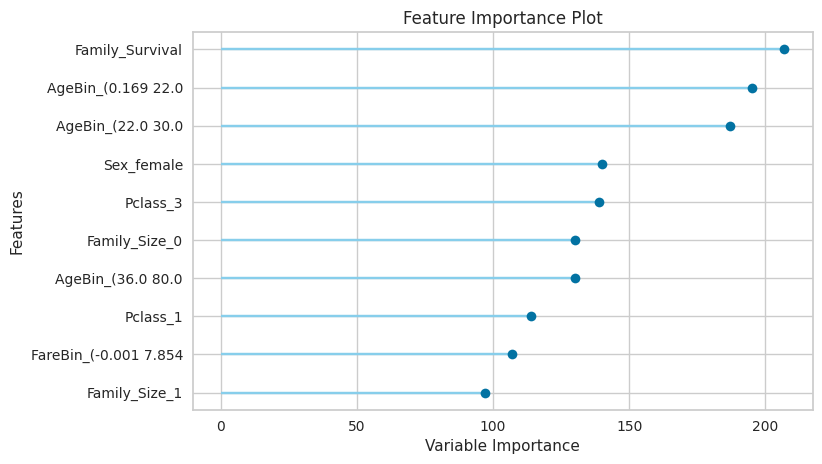 Feature Importance Plot
Features
Family_Survival
AgeBin_(0.169 22.0
AgeBin_(22.0 30.0
Sex_female
Pclass_3
Family_Size_0
AgeBin_(36.0 80.0
Pclass_1
FareBin_(-0.001 7.854
Family_Size_1
0 50 100 150 200
Variable Importance